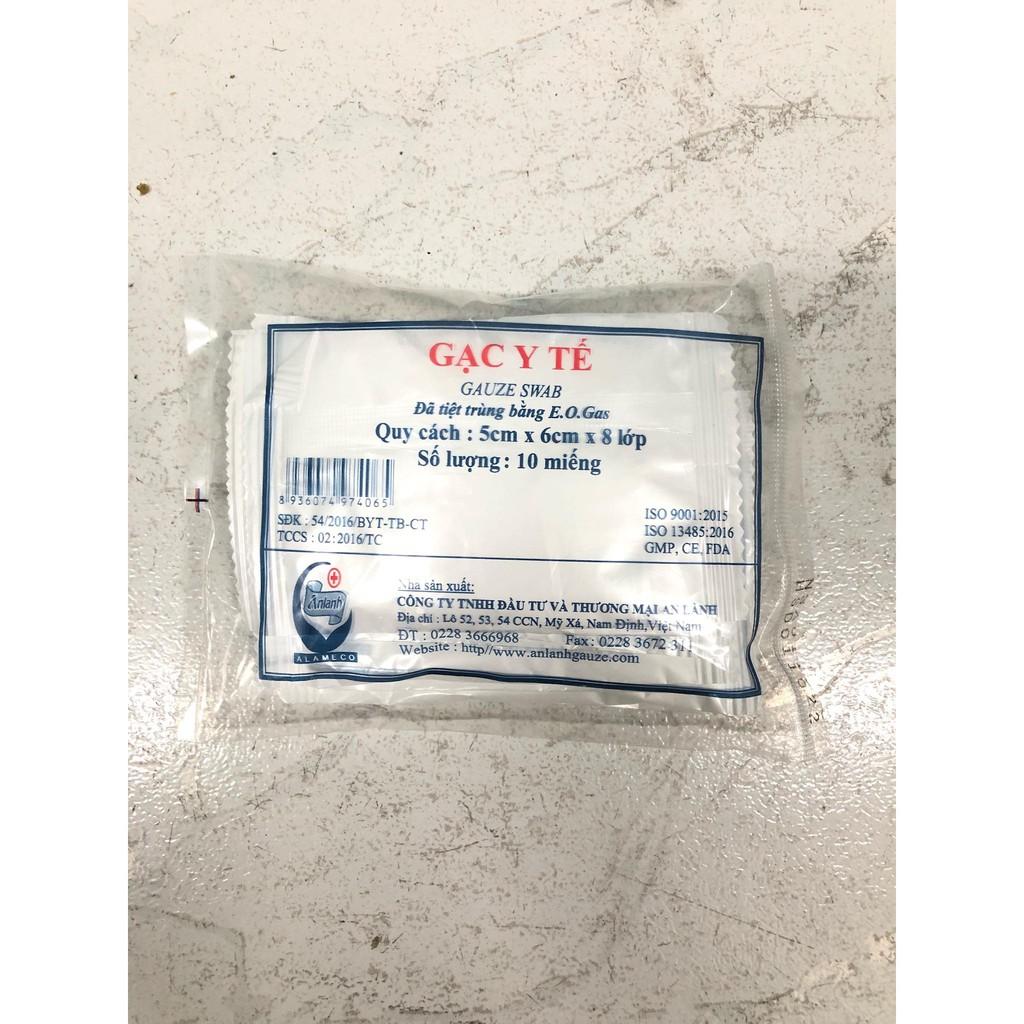 GẠC Y TẾ
GAUZE SWAB
Đã tiệt trùng bằng E.O.Gas
Quy cách : 5cm x 6cm x 8 lớp
Số lượng : 10 miếng
8 936074 974065
SĐK : 54/2016/BYT-TB-CT
TCCS : 02:2016/TC
ISO 9001:2015
ISO 13485:2016
GMP, CE, FDA
Anlanh
ALAMECO
Nhà sản xuất:
CÔNG TY TNHH ĐẦU TƯ VÀ THƯƠNG MẠI AN LÀNH
Địa chỉ : Lô 52, 53, 54 CCN, Mỹ Xá, Nam Định,Việt Nam
ĐT : 0228 3666968 Fax : 0228 3672 311
Website : http//www.anlanhgauze.com